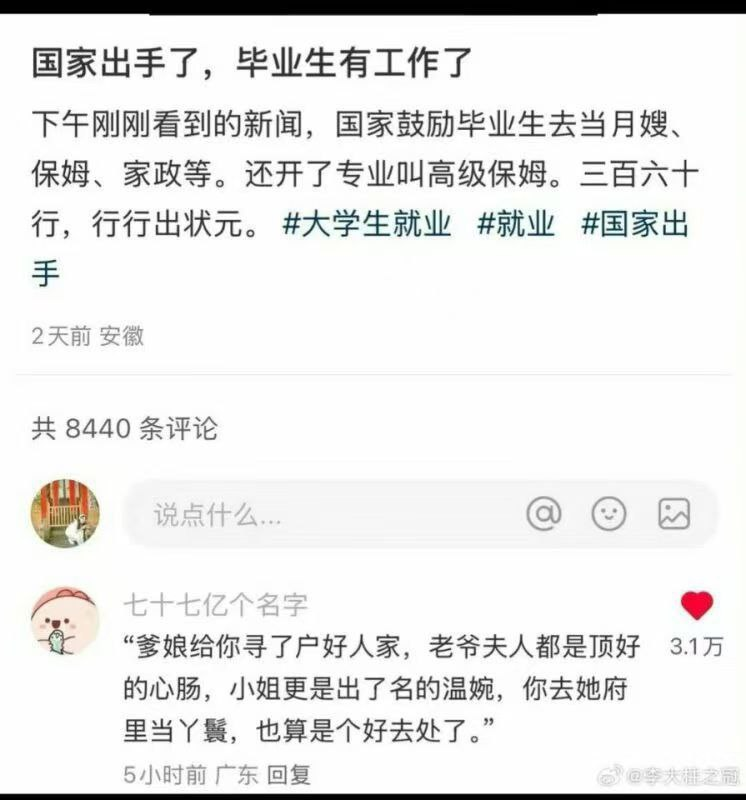 国家出手了，毕业生有工作了
下午刚刚看到的新闻，国家鼓励毕业生去当月嫂、
保姆、家政等。还开了专业叫高级保姆。三百六十
行，行行出状元。 #大学生就业 #就业 #国家出
手
2天前 安徽
共 8440 条评论
说点什么...
七十七亿个名字
“爹娘给你寻了户好人家，老爷夫人都是顶好
3.1万
的心肠，小姐更是出了名的温婉，你去她府
里当丫鬟，也算是个好去处了。”
5小时前 广东 回复